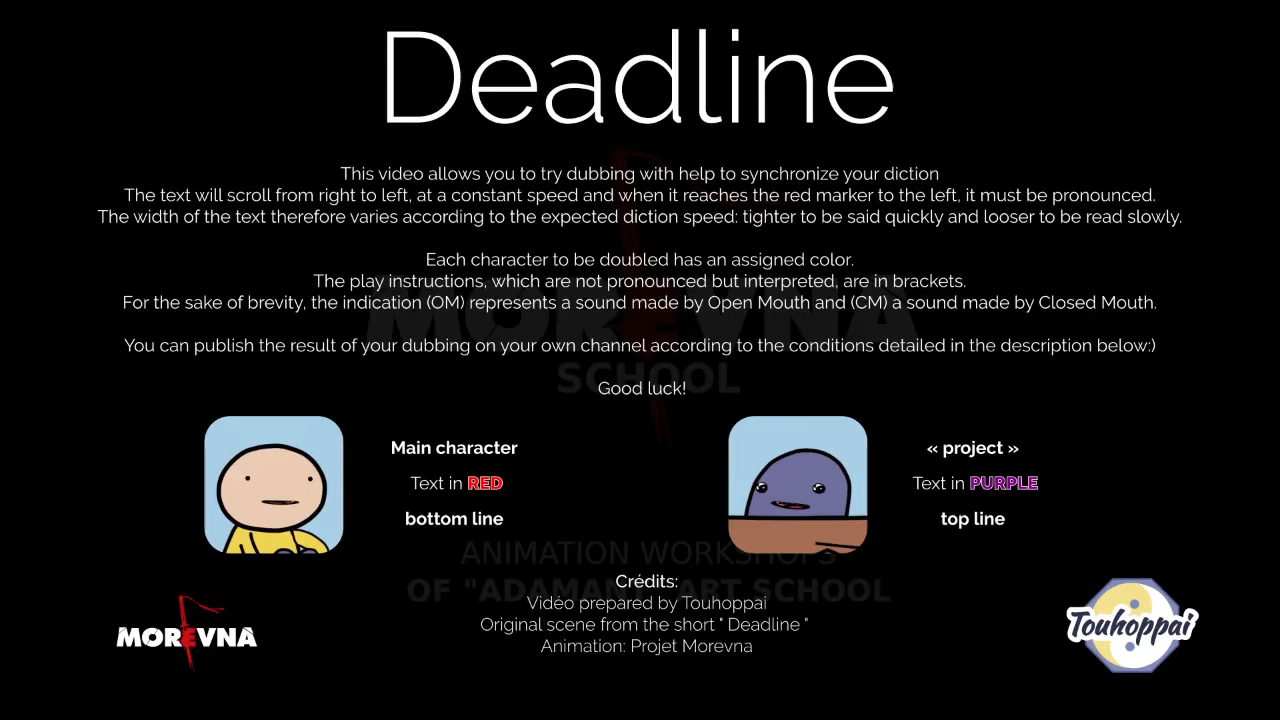 Deadline
This video allows you to try dubbing with help to synchronize your diction
The text will scroll from right to left, at a constant speed and when it reaches the red marker to the left, it must be pronounced.
The width of the text therefore varies according to the expected diction speed: tighter to be said quickly and looser to be read slowly.
Each character to be doubled has an assigned color.
The play instructions, which are not pronounced but interpreted, are in brackets.
For the sake of brevity, the indication (OM) represents a sound made by Open Mouth and (CM) a sound made by Closed Mouth.
MOREVNA
You can publish the result of your dubbing on your own channel according to the conditions detailed in the description below:)
SCHOOL
Good luck!
Main character
Text in RED
bottom line
« project »
Text in PURPLE
top line
ANIMATION WORKSHOPS
OF "ADAMANT" ART SCHOOL
Crédits:
Vidéo prepared by Touhoppai
Original scene from the short " Deadline "
Animation: Projet Morevna
MOREVNA
Touhoppai